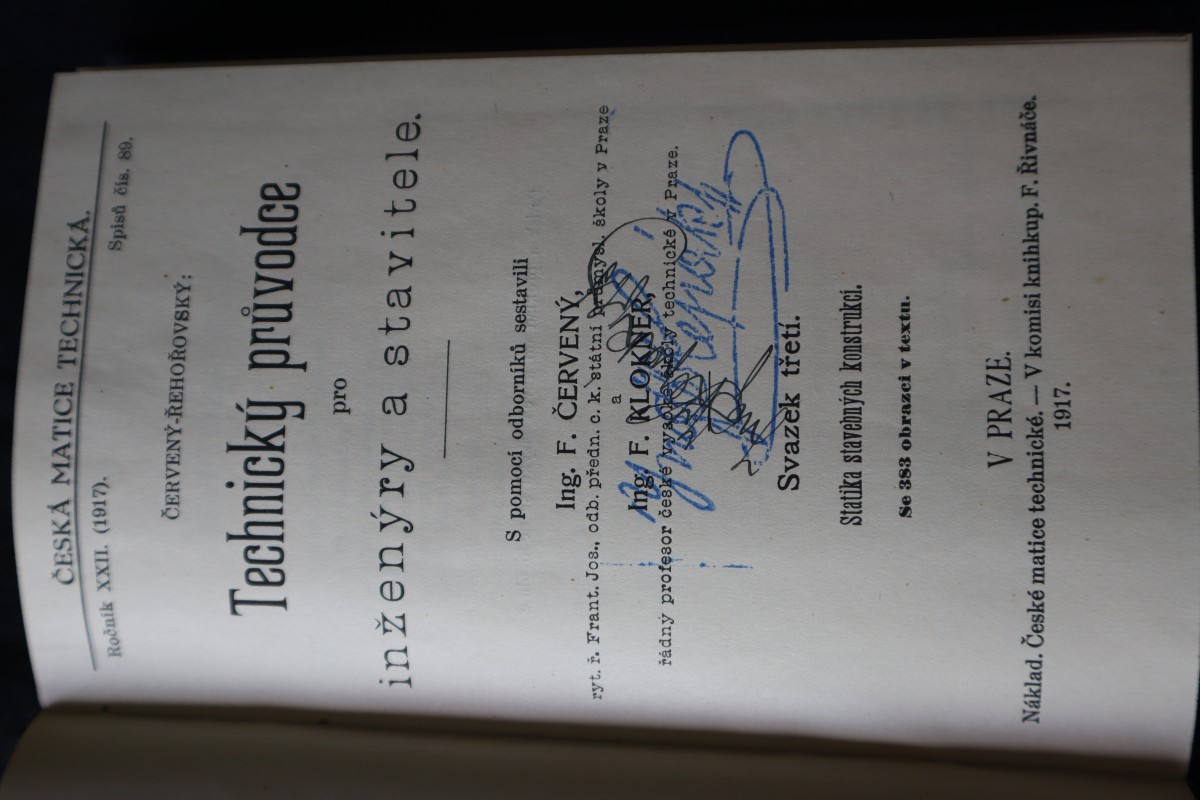 ČESKÁ MATICE TECHNICKÁ.
Ročník XXII. (1917). Spisů čís. 89.
ČERVENÝ-ŘEHOŘOVSKÝ:
Technický průvodce
pro
inženýry a stavitele.
S pomocí odborníků sestavili
Ing. F. ČERVENÝ,
ryt. ř. Frant. Jos., odb. předn. c. k. státní průmysl. školy v Praze
a
Ing. F. KLOKNER,
řádný profesor české vysoké školy technické v Praze.
Svazek třetí.
Statika stavebných konstrukcí.
Se 383 obrazci v textu.
V PRAZE.
Náklad. České matice technické. — V komisi knihkup. F. Řivnáče.
1917.